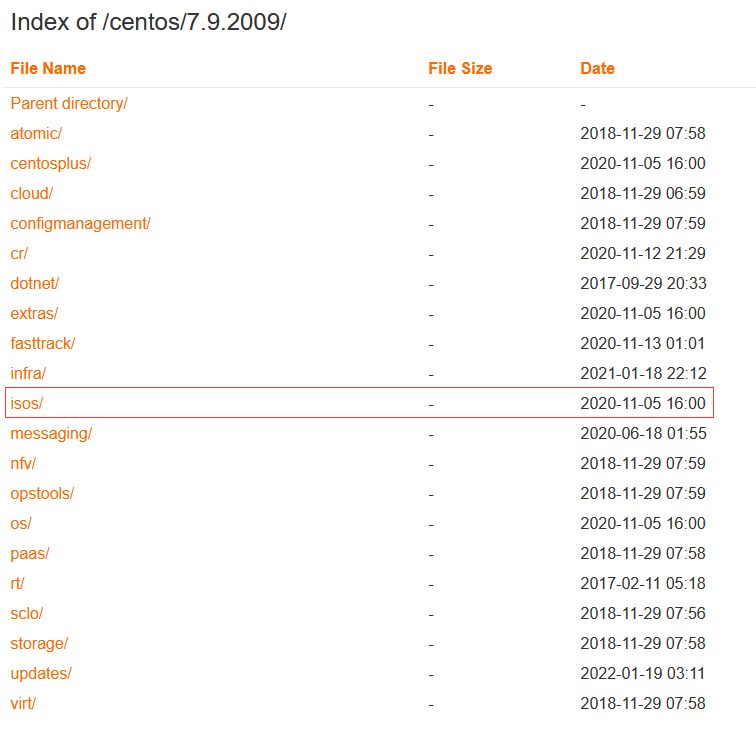 Index of /centos/7.9.2009/
File Name File Size Date
Parent directory/ - -
atomic/ - 2018-11-29 07:58
centosplus/ - 2020-11-05 16:00
cloud/ - 2018-11-29 06:59
configmanagement/ - 2018-11-29 07:59
cr/ - 2020-11-12 21:29
dotnet/ - 2017-09-29 20:33
extras/ - 2020-11-05 16:00
fasttrack/ - 2020-11-13 01:01
infra/ - 2021-01-18 22:12
isos/ - 2020-11-05 16:00
messaging/ - 2020-06-18 01:55
nfv/ - 2018-11-29 07:59
opstools/ - 2018-11-29 07:59
os/ - 2020-11-05 16:00
paas/ - 2018-11-29 07:58
rt/ - 2017-02-11 05:18
sclo/ - 2018-11-29 07:56
storage/ - 2018-11-29 07:58
updates/ - 2022-01-19 03:11
virt/ - 2018-11-29 07:58